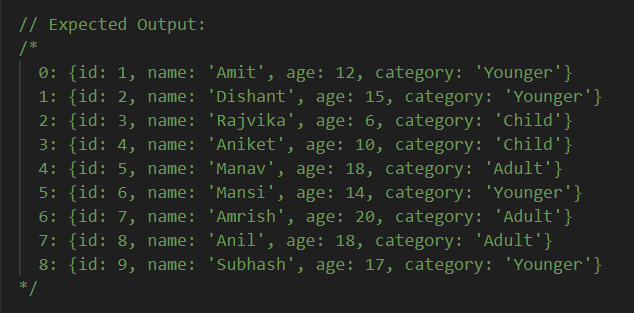 // Expected Output:
/*
0: {id: 1, name: 'Amit', age: 12, category: 'Younger'}
1: {id: 2, name: 'Dishant', age: 15, category: 'Younger'}
2: {id: 3, name: 'Rajvika', age: 6, category: 'Child'}
3: {id: 4, name: 'Aniket', age: 10, category: 'Child'}
4: {id: 5, name: 'Manav', age: 18, category: 'Adult'}
5: {id: 6, name: 'Mansi', age: 14, category: 'Younger'}
6: {id: 7, name: 'Amrish', age: 20, category: 'Adult'}
7: {id: 8, name: 'Anil', age: 18, category: 'Adult'}
8: {id: 9, name: 'Subhash', age: 17, category: 'Younger'}
*/